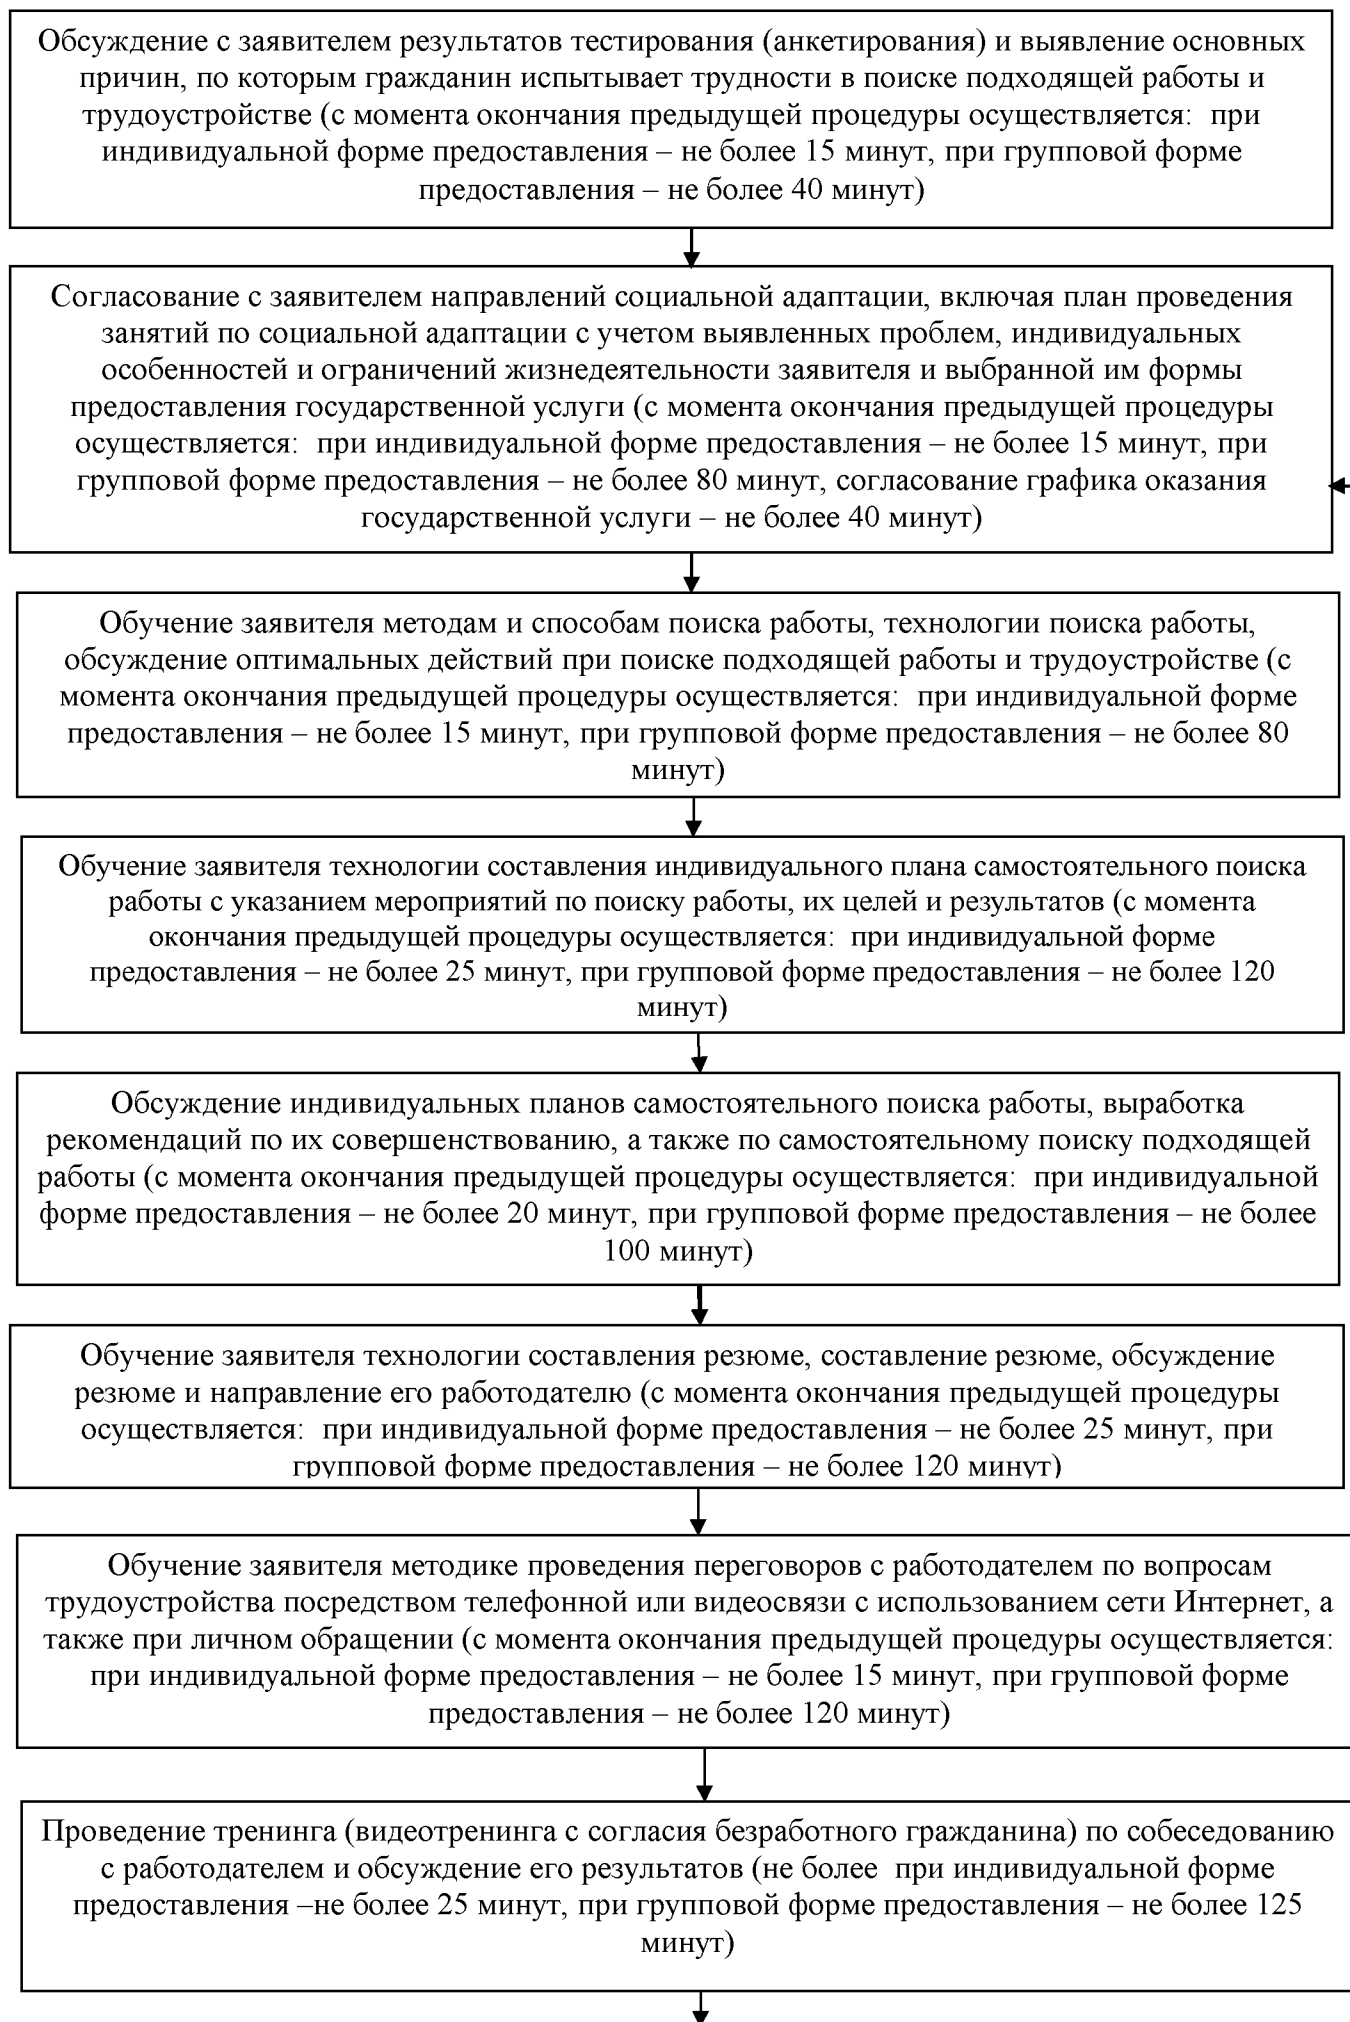 Обсуждение с заявителем результатов тестирования (анкетирования) и выявление основных
причин, по которым гражданин испытывает трудности в поиске подходящей работы и
трудоустройстве (с момента окончания предыдущей процедуры осуществляется:  при
индивидуальной форме предоставления – не более 15 минут, при групповой форме
предоставления – не более 40 минут)
Согласование с заявителем направлений социальной адаптации, включая план проведения
занятий по социальной адаптации с учетом выявленных проблем, индивидуальных
особенностей и ограничений жизнедеятельности заявителя и выбранной им формы
предоставления государственной услуги (с момента окончания предыдущей процедуры
осуществляется:  при индивидуальной форме предоставления – не более 15 минут, при
групповой форме предоставления – не более 80 минут, согласование графика оказания
государственной услуги – не более 40 минут)
Обучение заявителя методам и способам поиска работы, технологии поиска работы,
обсуждение оптимальных действий при поиске подходящей работы и трудоустройстве (с
момента окончания предыдущей процедуры осуществляется:  при индивидуальной форме
предоставления – не более 15 минут, при групповой форме предоставления – не более 80
минут)
Обучение заявителя технологии составления индивидуального плана самостоятельного поиска
работы с указанием мероприятий по поиску работы, их целей и результатов (с момента
окончания предыдущей процедуры осуществляется:  при индивидуальной форме
предоставления – не более 25 минут, при групповой форме предоставления – не более 120
минут)
Обсуждение индивидуальных планов самостоятельного поиска работы, выработка
рекомендаций по их совершенствованию, а также по самостоятельному поиску подходящей
работы (с момента окончания предыдущей процедуры осуществляется:  при индивидуальной
форме предоставления – не более 20 минут, при групповой форме предоставления – не более
100 минут)
Обучение заявителя технологии составления резюме, составление резюме, обсуждение
резюме и направление его работодателю (с момента окончания предыдущей процедуры
осуществляется:  при индивидуальной форме предоставления – не более 25 минут, при
групповой форме предоставления – не более 120 минут)
Обучение заявителя методике проведения переговоров с работодателем по вопросам
трудоустройства посредством телефонной или видеосвязи с использованием сети Интернет, а
также при личном обращении (с момента окончания предыдущей процедуры осуществляется:
при индивидуальной форме предоставления – не более 15 минут, при групповой форме
предоставления – не более 120 минут)
Проведение тренинга (видеотренинга с согласия безработного гражданина) по собеседованию
с работодателем и обсуждение его результатов (не более  при индивидуальной форме
предоставления –не более 25 минут, при групповой форме предоставления – не более 125
минут)